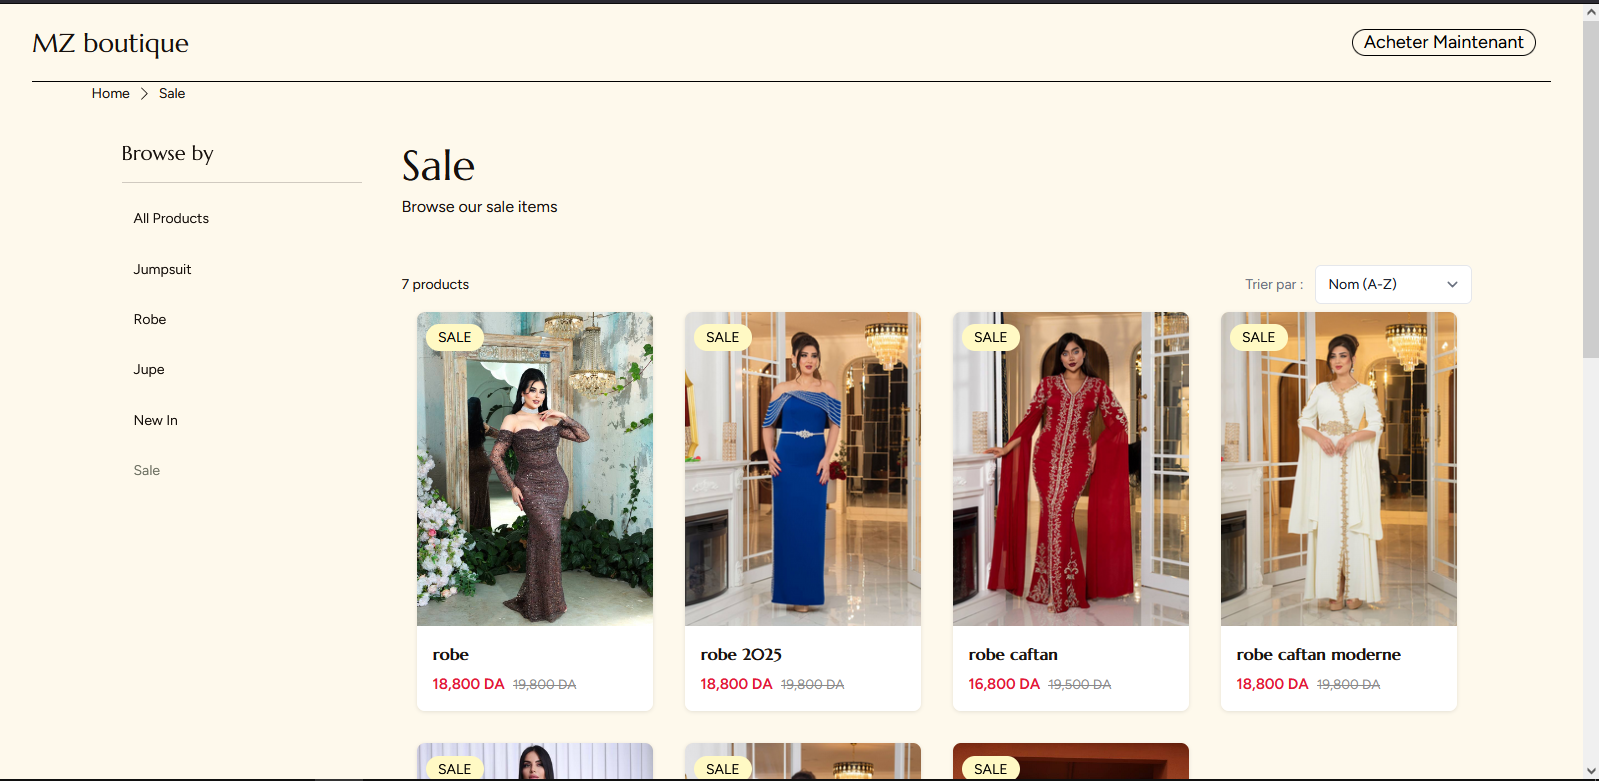 MZ boutique
Acheter Maintenant
Home > Sale
Browse by
All Products
Jumpsuit
Robe
Jupe
New In
Sale
Sale
Browse our sale items
7 products
Trier par :
Nom (A-Z)
SALE
SALE
SALE
SALE
robe
18,800 DA 19,800 DA
robe 2025
18,800 DA 19,800 DA
robe caftan
16,800 DA 19,500 DA
robe caftan moderne
18,800 DA 19,800 DA
SALE
SALE
SALE